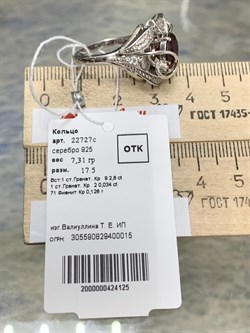 Кольцо
арт. 22727с
серебро 925
вес 7,31 гр
разм. 17.5
ОТК
Вст:1 ст.Гранат. Кр 9 2,8 ct
1 ст.Гранат. Кр 2 0,034 ct
71 Фианит Кр 0,126 г
изг.Валиуллина Т. Е. ИП
ОГРН: 305590829400015
2000000424125
ГОСТ 17435-
ГОСТ 17435-